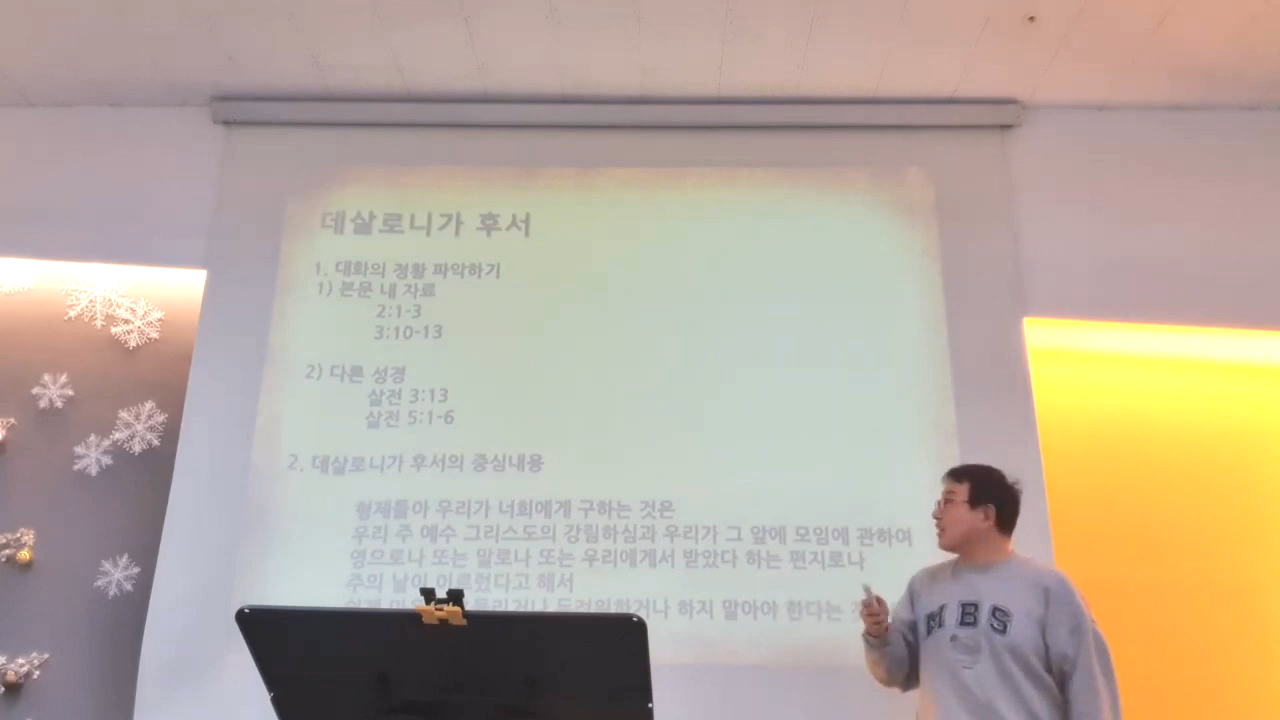 데살로니가 후서
1. 대화의 정황 파악하기
1) 본문 내 자료
2:1-3
3:10-13
2) 다른 성경
살전 3:13
살전 5:1-6
2. 데살로니가 후서의 중심내용
형제들아 우리가 너희에게 구하는 것은
우리 주 예수 그리스도의 강림하심과 우리가 그 앞에 모임에 관하여
영으로나 또는 말로나 또는 우리에게서 받았다 하는 편지로나
주의 날이 이르렀다고 해서
두려워하거나 하지 말아야 한다는
MBS